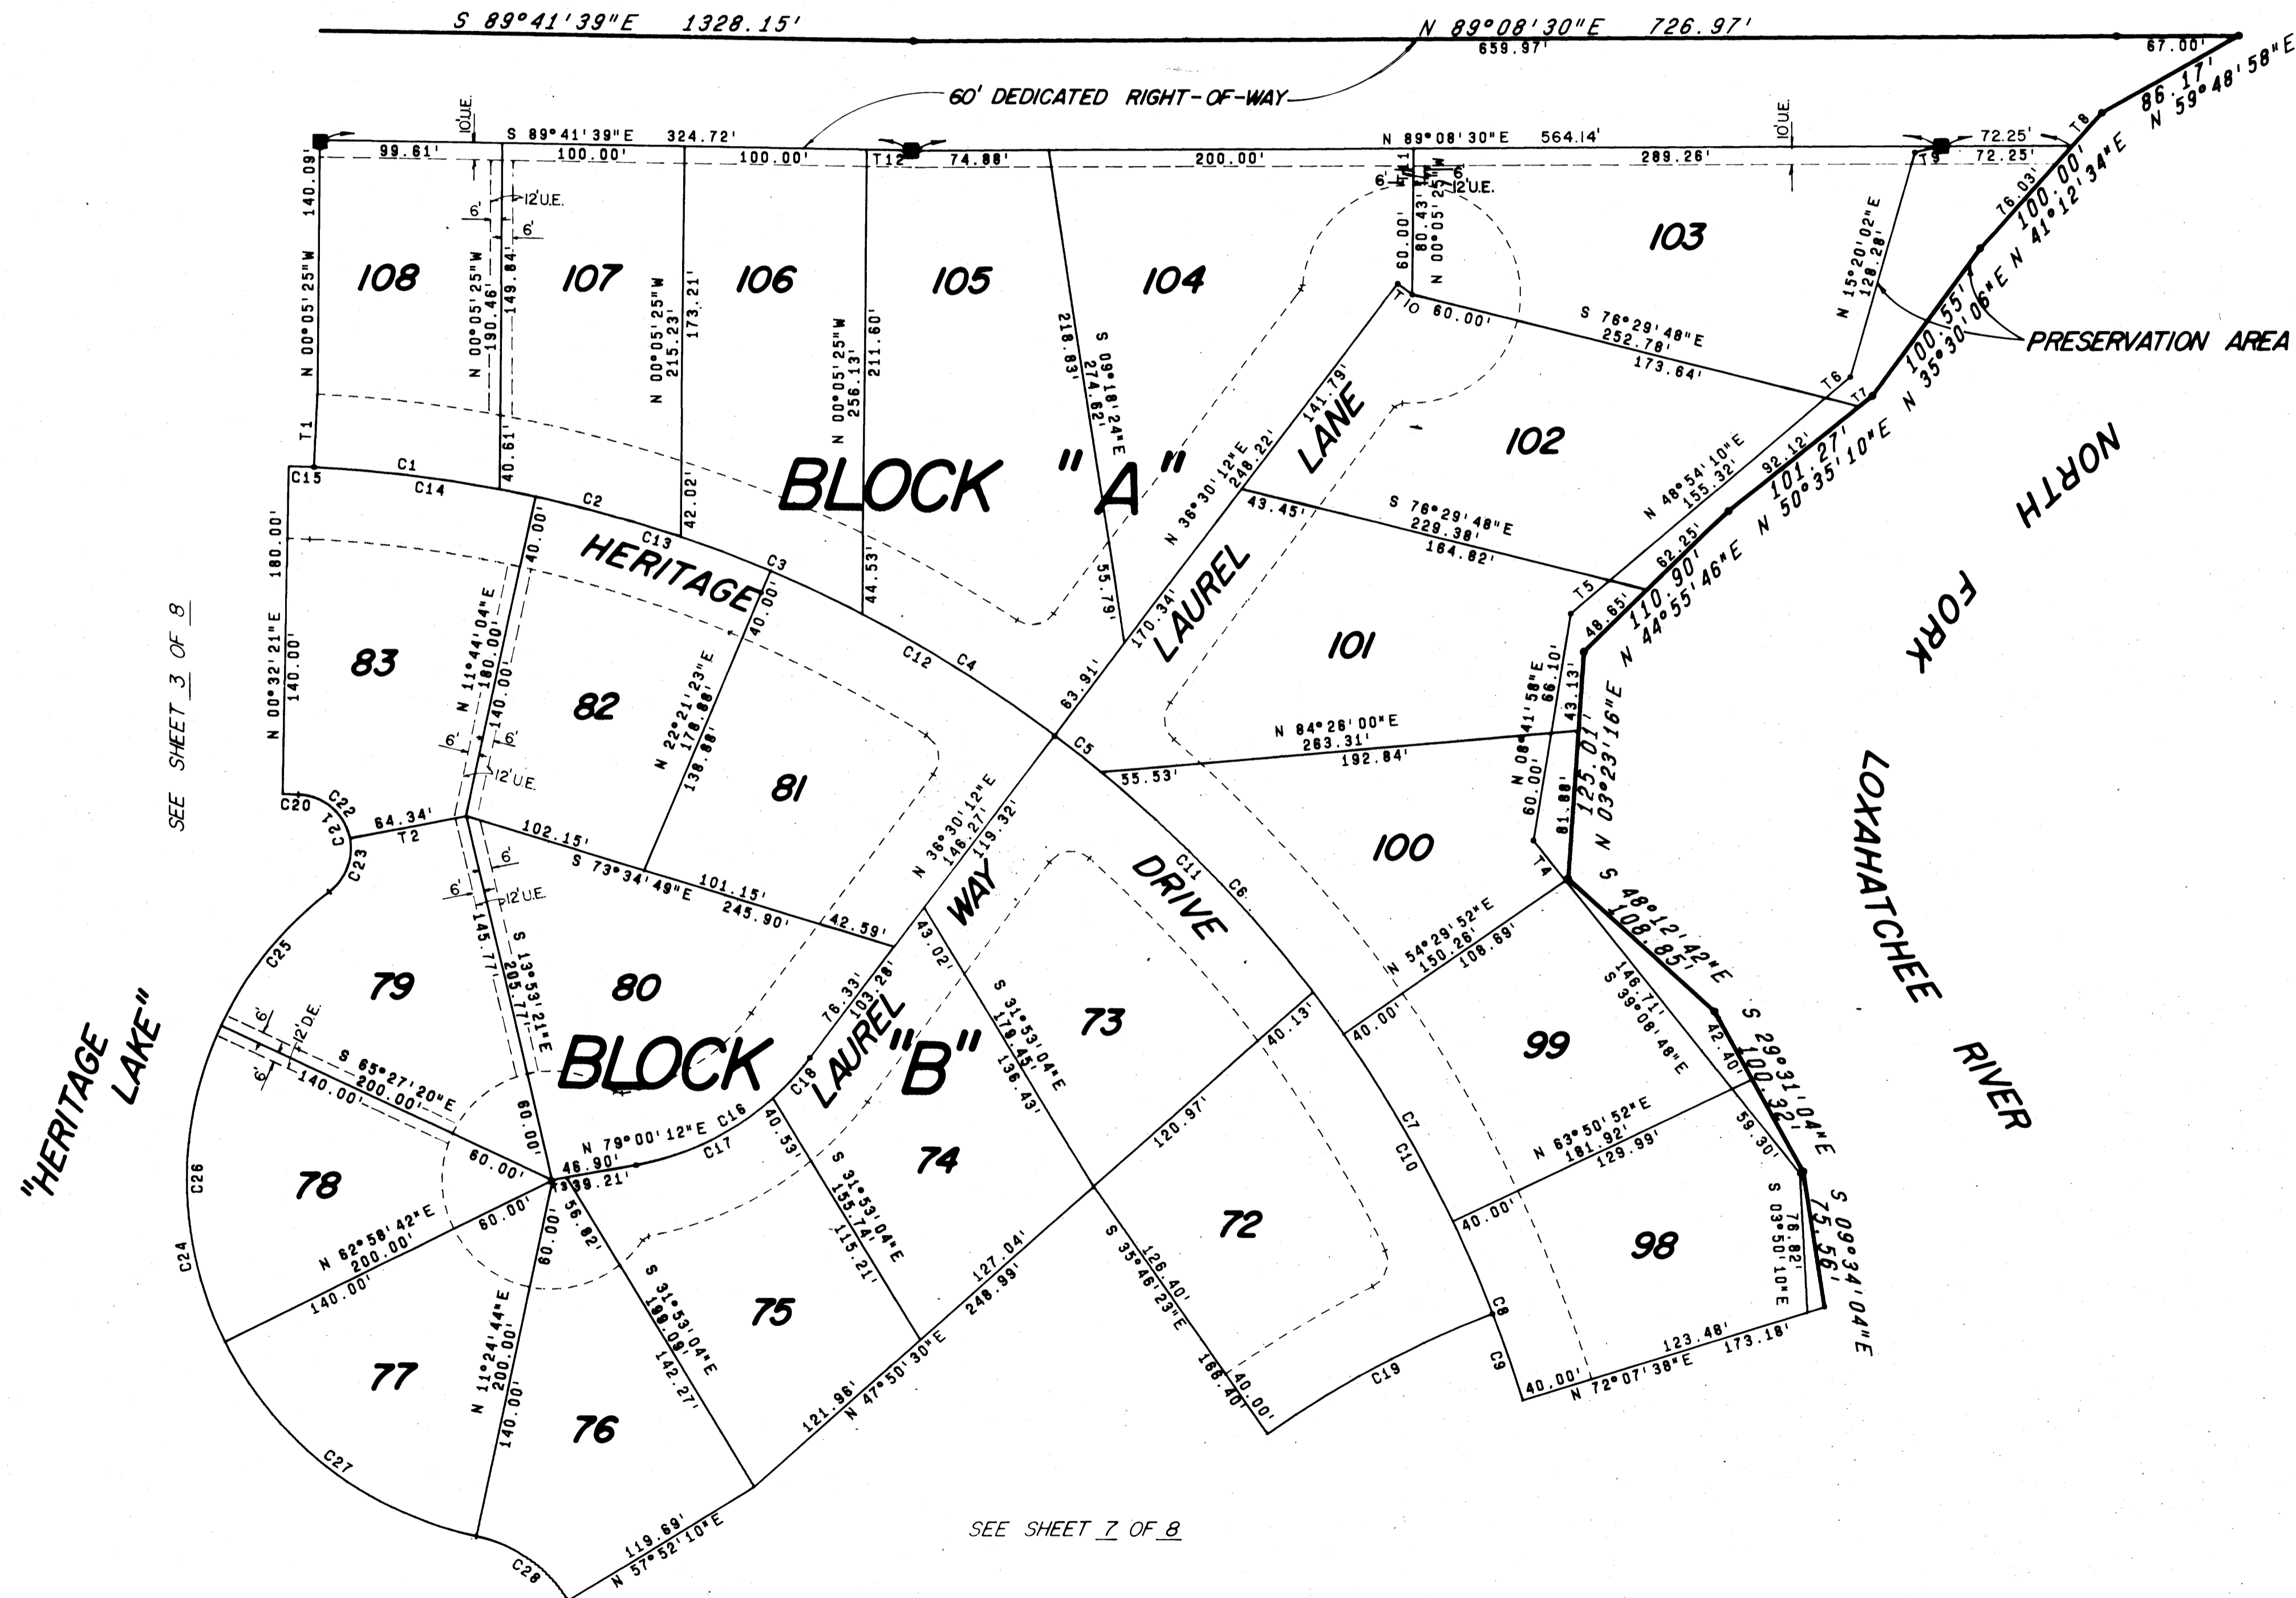 S 89°41'39"E 1328.15'
N 89°08'30"E 726.97'
659.97'
67.00'
86.17'
N 59°48'58"E
60' DEDICATED RIGHT-OF-WAY
10'U.E.
S 89°41'39"E 324.72'
N 89°08'30"E 564.14'
10'U.E.
72.25'
T8
99.61'
100.00'
100.00'
T12
74.88'
200.00'
T11
289.26'
T9
72.25'
76.03'
100.00'
N 41°12'34"E
140.09'
N 00°05'25"W
T1
108
6'
12'U.E.
6'
N 00°05'25"W
190.46'
149.84'
40.61'
107
N 00°05'25"W
215.23'
173.21'
42.02'
106
N 00°05'25"W
256.13'
211.60'
44.53'
105
218.83'
S 09°18'24"E
274.62'
55.79'
104
6'
6'
12'U.E.
60.00'
80.43'
N 00°05'25"W
T10
60.00'
S 76°29'48"E
252.78'
173.64'
103
N 15°20'02"E
128.28'
T6
T7
100.55'
N 35°30'06"E
PRESERVATION AREA
BLOCK "A"
141.79'
N 36°30'12"E
248.22'
170.34'
63.91'
LAUREL LANE
102
N 48°54'10"E
155.32'
92.12'
101.27'
N 50°35'10"E
43.45'
S 76°29'48"E
229.38'
164.82'
62.25'
T5
48.65'
110.90'
N 44°55'46"E
NORTH
FORK
LOXAHATCHEE
RIVER
101
N 08°41'58"E
66.10'
60.00'
43.13'
81.88'
125.01'
S N 03°23'16"E
N 84°26'00"E
263.31'
55.53'
192.84'
C15
C1
C14
C2
C13
C3
C12
C4
C5
C11
C6
C7
C10
C8
C9
C19
HERITAGE DRIVE
SEE SHEET 3 OF 8
180.00'
N 00°32'21"E
140.00'
83
40.00'
N 11°44'04"E
180.00'
140.00'
6'
6'
12'U.E.
82
40.00'
N 22°21'23"E
178.88'
138.88'
81
C20
C22
C21
C23
64.34'
T2
102.15'
S 73°34'49"E
101.15'
245.90'
42.59'
N 36°30'12"E
146.27'
119.32'
LAUREL WAY
6'
6'
12'U.E.
145.77'
S 13°53'21"E
205.77'
60.00'
C25
79
80
"HERITAGE LAKE"
6'
12'D.E.
6'
S 65°27'20"E
200.00'
140.00'
60.00'
BLOCK "B"
76.33'
103.28'
C18
C16
C17
N 79°00'12"E
46.90'
T3
39.21'
43.02'
S 31°53'04"E
179.45'
136.43'
73
100
T4
S 48°12'42"E
108.85'
N 54°29'52"E
150.26'
108.69'
40.00'
40.13'
120.97'
146.71'
S 39°08'48"E
42.40'
S 29°31'04"E
100.32'
59.30'
99
N 63°50'52"E
181.92'
129.99'
40.00'
S 03°50'10"E
76.82'
S 09°34'04"E
75.56'
98
123.48'
40.00'
N 72°07'38"E 173.18'
C26
C24
78
N 62°58'42"E
200.00'
140.00'
60.00'
60.00'
N 11°24'44"E
200.00'
140.00'
77
C27
76
56.82'
S 31°53'04"E
199.09'
142.27'
75
40.53'
S 31°53'04"E
155.74'
115.21'
74
127.04'
248.99'
121.96'
N 47°50'30"E
S 35°46'23"E
126.40'
166.40'
40.00'
72
119.69'
N 57°52'10"E
C28
SEE SHEET 7 OF 8